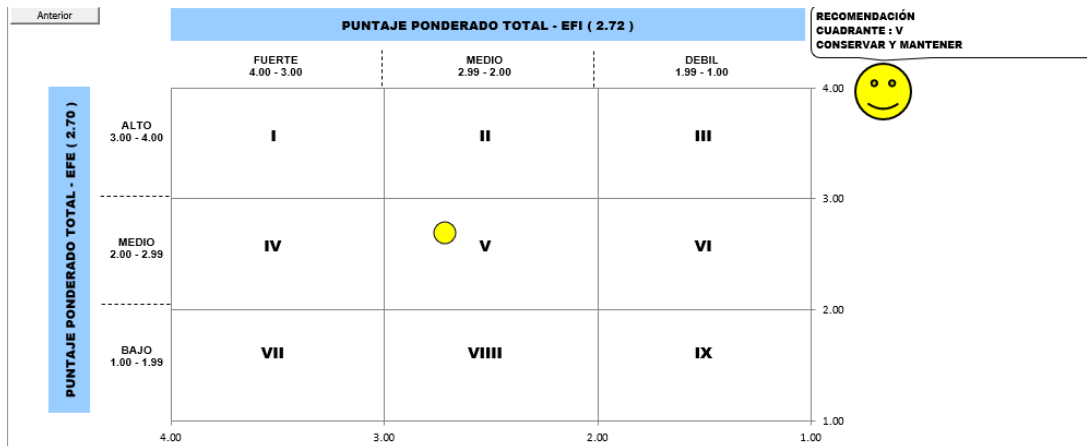 Anterior
PUNTAJE PONDERADO TOTAL - EFI ( 2.72 )
RECOMENDACIÓN
CUADRANTE : V
CONSERVAR Y MANTENER
FUERTE
4.00 - 3.00
MEDIO
2.99 - 2.00
DEBIL
1.99 - 1.00
PUNTAJE PONDERADO TOTAL - EFE ( 2.70 )
4.00
ALTO
3.00 - 4.00
I
II
III
3.00
MEDIO
2.00 - 2.99
IV
V
VI
2.00
BAJO
1.00 - 1.99
VII
VIIII
IX
1.00
4.00
3.00
2.00
1.00